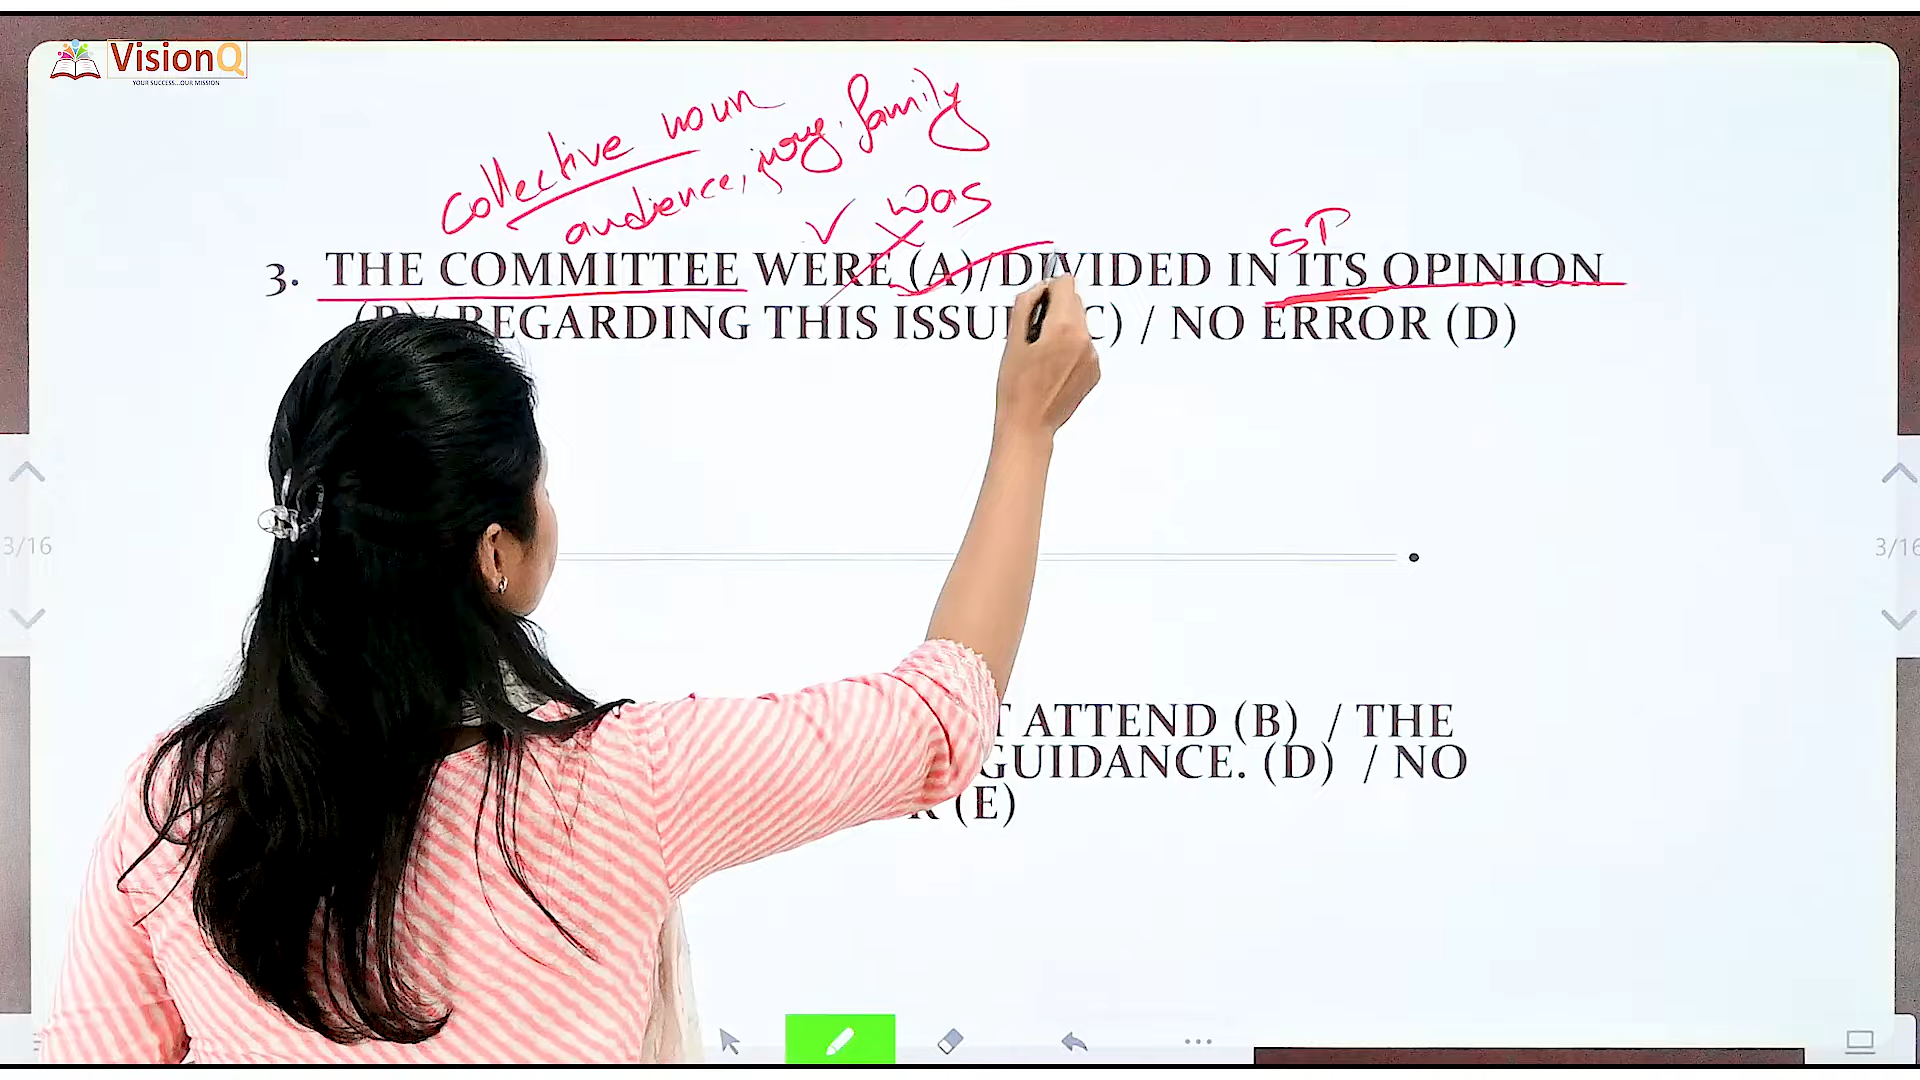 VisionQ
YOUR SUCCESS...OUR MISSION
collective noun
audience, jury, family
was
SP
3. THE COMMITTEE WERE (A)/DIVIDED IN ITS OPINION
(B)/ REGARDING THIS ISSUE (C) / NO ERROR (D)
3/16
3/16
ATTEND (B) / THE
GUIDANCE. (D) / NO
(E)